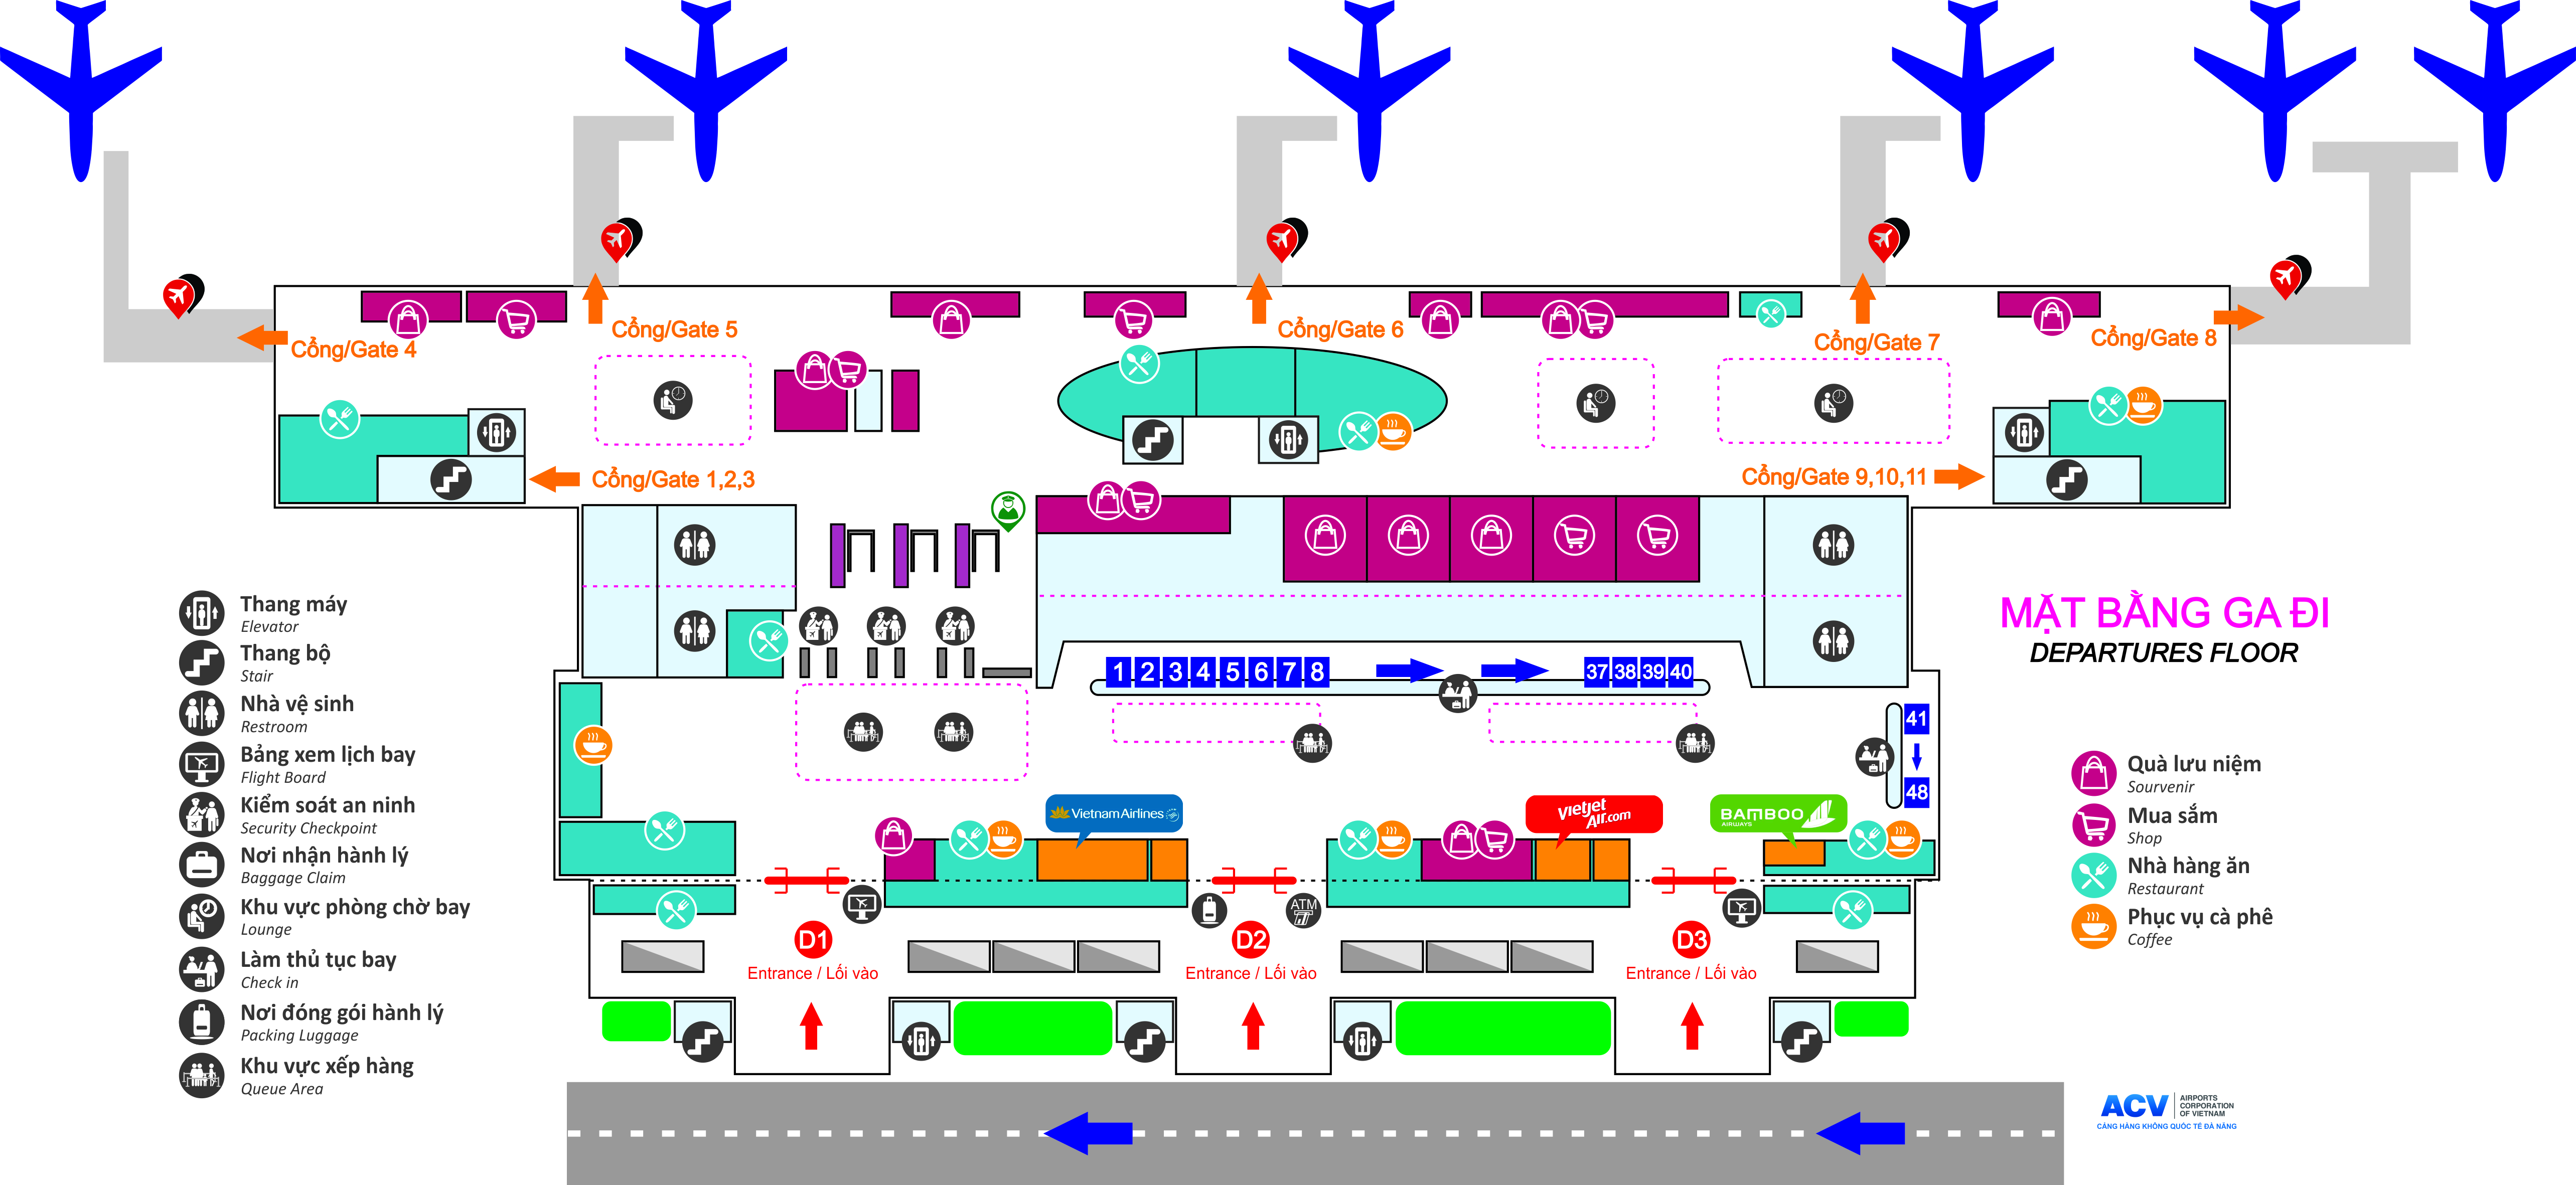 Cổng/Gate 4
Cổng/Gate 5
Cổng/Gate 6
Cổng/Gate 7
Cổng/Gate 8
Cổng/Gate 1,2,3
Cổng/Gate 9,10,11
Thang máy
Elevator
Thang bộ
Stair
Nhà vệ sinh
Restroom
Bảng xem lịch bay
Flight Board
Kiểm soát an ninh
Security Checkpoint
Nơi nhận hành lý
Baggage Claim
Khu vực phòng chờ bay
Lounge
Làm thủ tục bay
Check in
Nơi đóng gói hành lý
Packing Luggage
Khu vực xếp hàng
Queue Area
1 2 3 4 5 6 7 8
37 38 39 40
41
48
Vietnam Airlines
Vietjet Air.com
BAMBOO
AIRWAYS
ATM
D1
Entrance / Lối vào
D2
Entrance / Lối vào
D3
Entrance / Lối vào
MẶT BẰNG GA ĐI
DEPARTURES FLOOR
Quà lưu niệm
Sourvenir
Mua sắm
Shop
Nhà hàng ăn
Restaurant
Phục vụ cà phê
Coffee
ACV
AIRPORTS
CORPORATION
OF VIETNAM
CẢNG HÀNG KHÔNG QUỐC TẾ ĐÀ NẴNG